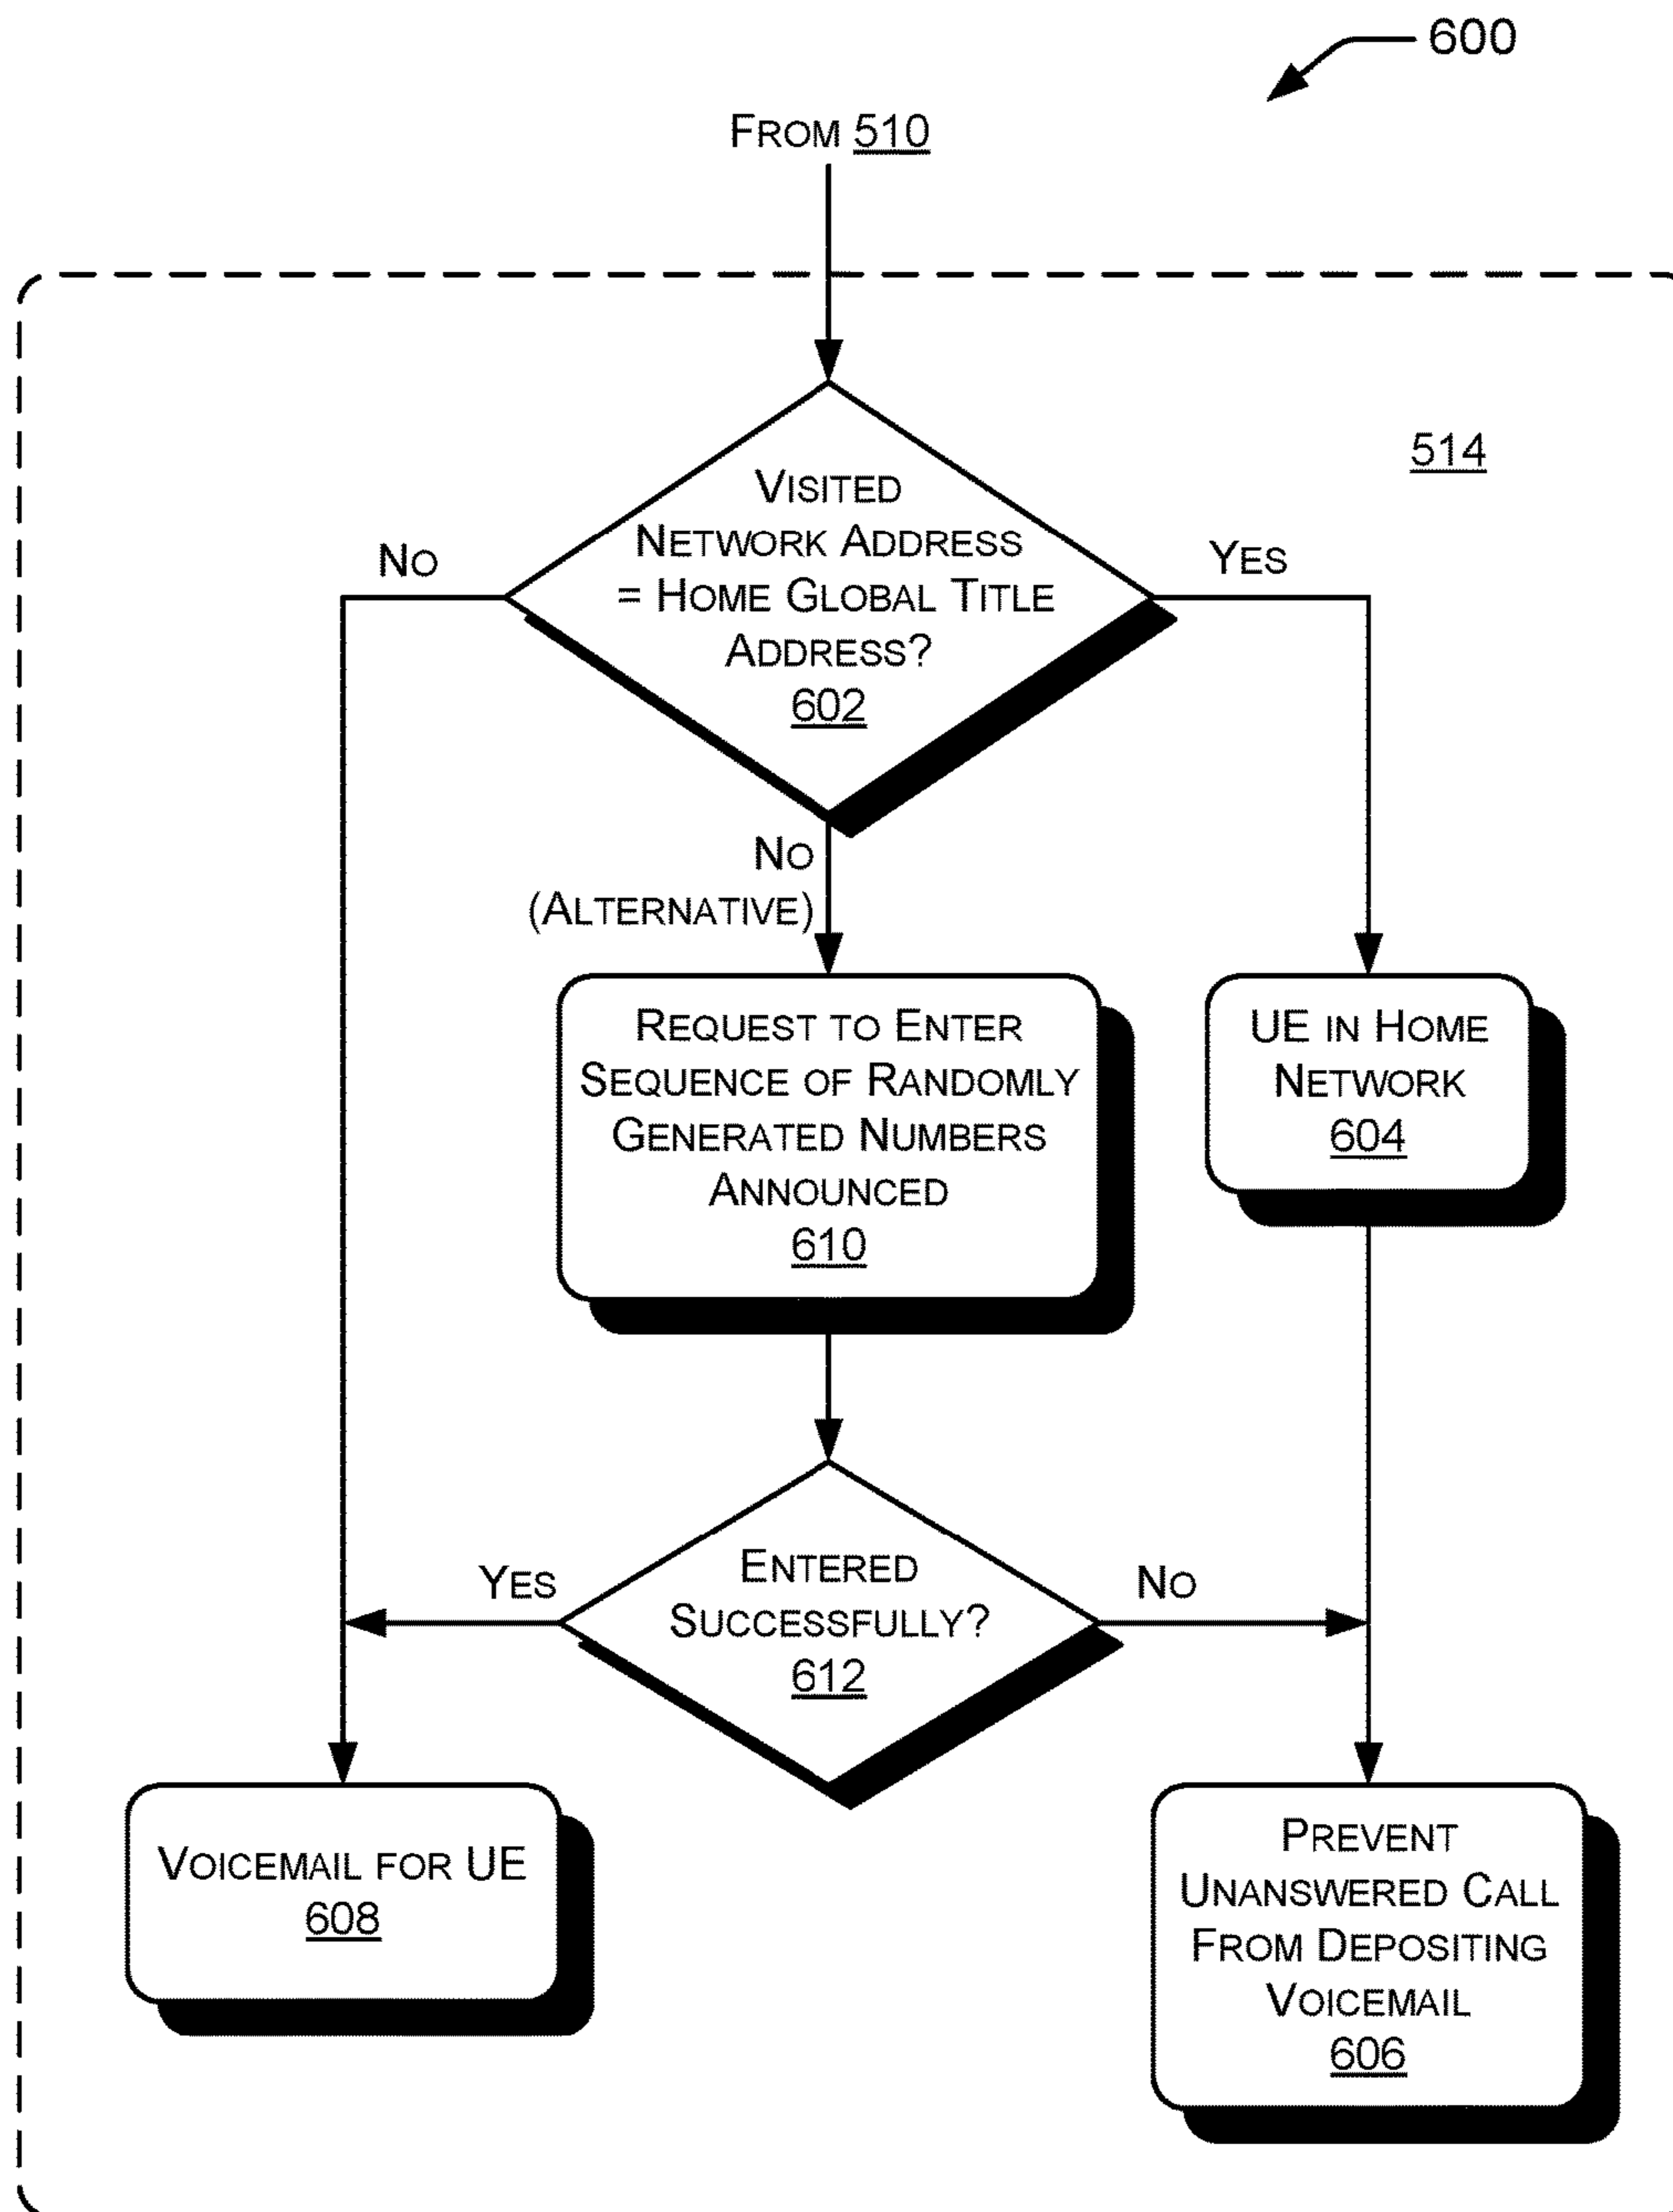 600
FROM 510
514
VISITED
NETWORK ADDRESS
= HOME GLOBAL TITLE
ADDRESS?
602
NO
YES
NO
(ALTERNATIVE)
REQUEST TO ENTER
SEQUENCE OF RANDOMLY
GENERATED NUMBERS
ANNOUNCED
610
UE IN HOME
NETWORK
604
YES
ENTERED
SUCCESSFULLY?
612
NO
VOICEMAIL FOR UE
608
PREVENT
UNANSWERED CALL
FROM DEPOSITING
VOICEMAIL
606